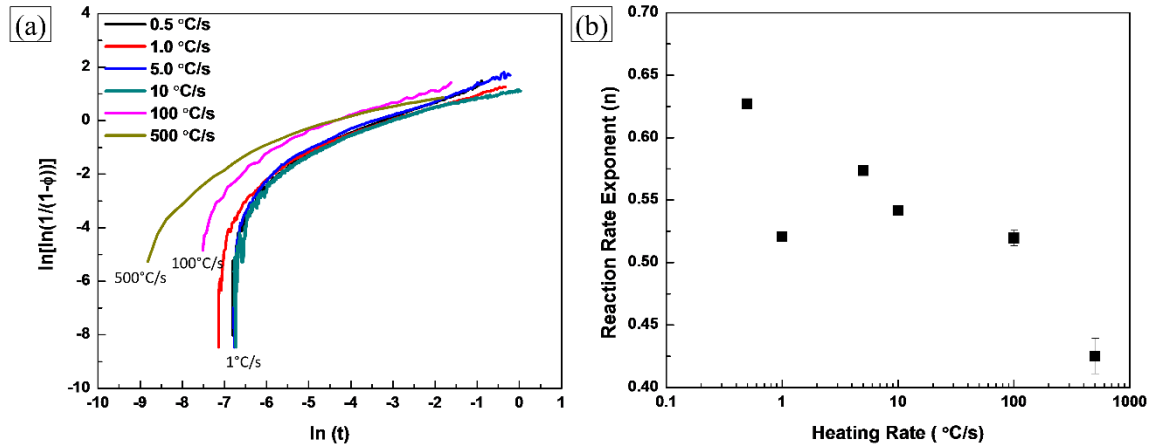 (a)
4
2
0
-2
-4
-6
-8
-10
ln[ln(1/(1-ϕ))]
0.5 °C/s
1.0 °C/s
5.0 °C/s
10 °C/s
100 °C/s
500 °C/s
500°C/s
100°C/s
1°C/s
-10 -9 -8 -7 -6 -5 -4 -3 -2 -1 0 1
ln (t)
(b)
0.70
0.65
0.60
0.55
0.50
0.45
0.40
Reaction Rate Exponent (n)
0.1 1 10 100 1000
Heating Rate ( °C/s)